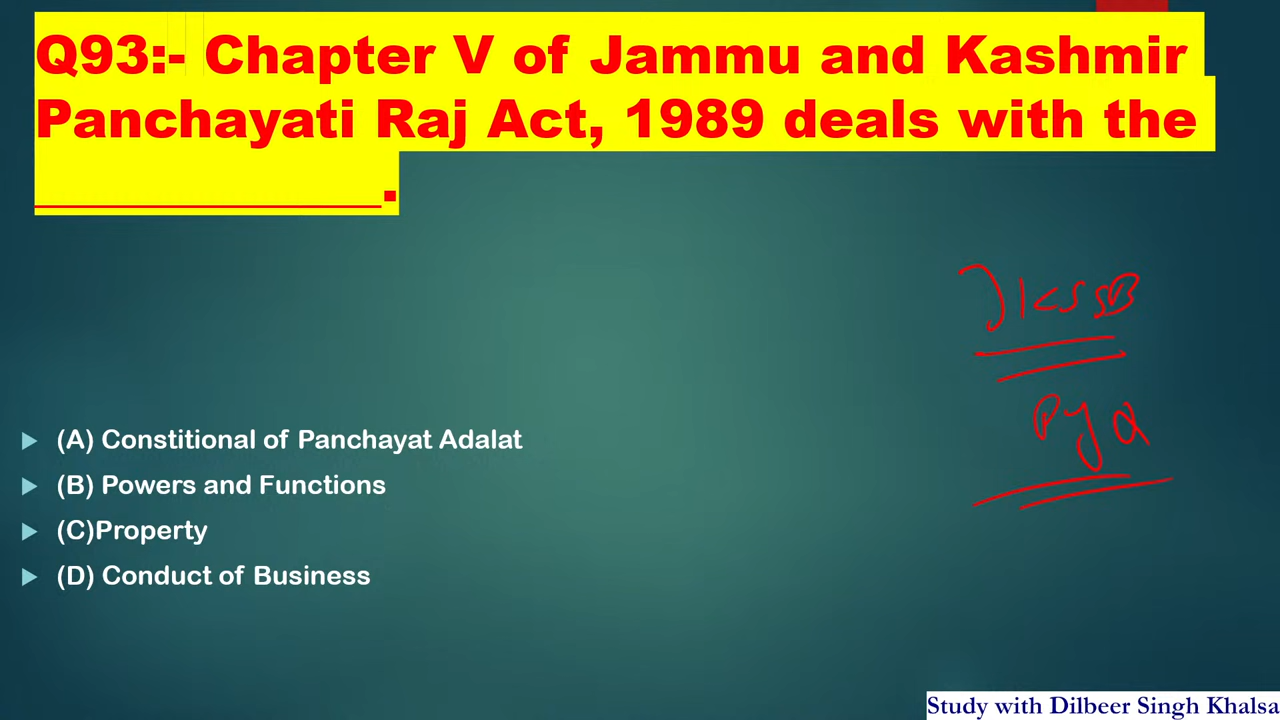 Q93:- Chapter V of Jammu and Kashmir
Panchayati Raj Act, 1989 deals with the
____________.
JKSSB
PYQ
(A) Constitional of Panchayat Adalat
(B) Powers and Functions
(C)Property
(D) Conduct of Business
Study with Dilbeer Singh Khalsa